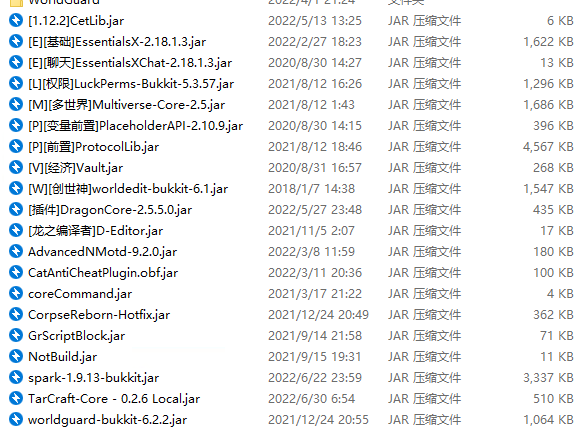 WorldGuard 2022/4/1 21:24 文件夹
[1.12.2]CetLib.jar 2022/5/13 13:25 JAR 压缩文件 6 KB
[E][基础]EssentialsX-2.18.1.3.jar 2022/2/27 18:23 JAR 压缩文件 1,622 KB
[E][聊天]EssentialsXChat-2.18.1.3.jar 2020/8/30 14:27 JAR 压缩文件 13 KB
[L][权限]LuckPerms-Bukkit-5.3.57.jar 2021/8/12 16:26 JAR 压缩文件 1,296 KB
[M][多世界]Multiverse-Core-2.5.jar 2021/8/12 1:43 JAR 压缩文件 1,686 KB
[P][变量前置]PlaceholderAPI-2.10.9.jar 2020/8/30 14:15 JAR 压缩文件 396 KB
[P][前置]ProtocolLib.jar 2021/8/12 18:46 JAR 压缩文件 4,567 KB
[V][经济]Vault.jar 2020/8/31 16:57 JAR 压缩文件 268 KB
[W][创世神]worldedit-bukkit-6.1.jar 2018/1/7 14:38 JAR 压缩文件 1,547 KB
[插件]DragonCore-2.5.5.0.jar 2022/5/27 23:48 JAR 压缩文件 435 KB
[龙之编译者]D-Editor.jar 2021/11/5 2:07 JAR 压缩文件 17 KB
AdvancedNMotd-9.2.0.jar 2022/3/8 11:59 JAR 压缩文件 180 KB
CatAntiCheatPlugin.obf.jar 2022/3/11 20:36 JAR 压缩文件 100 KB
coreCommand.jar 2021/3/17 21:22 JAR 压缩文件 4 KB
CorpseReborn-Hotfix.jar 2021/12/24 20:49 JAR 压缩文件 362 KB
GrScriptBlock.jar 2021/9/14 21:58 JAR 压缩文件 71 KB
NotBuild.jar 2021/9/15 19:31 JAR 压缩文件 11 KB
spark-1.9.13-bukkit.jar 2022/6/22 23:59 JAR 压缩文件 3,337 KB
TarCraft-Core - 0.2.6 Local.jar 2022/6/30 6:54 JAR 压缩文件 510 KB
worldguard-bukkit-6.2.2.jar 2021/12/24 20:55 JAR 压缩文件 1,064 KB